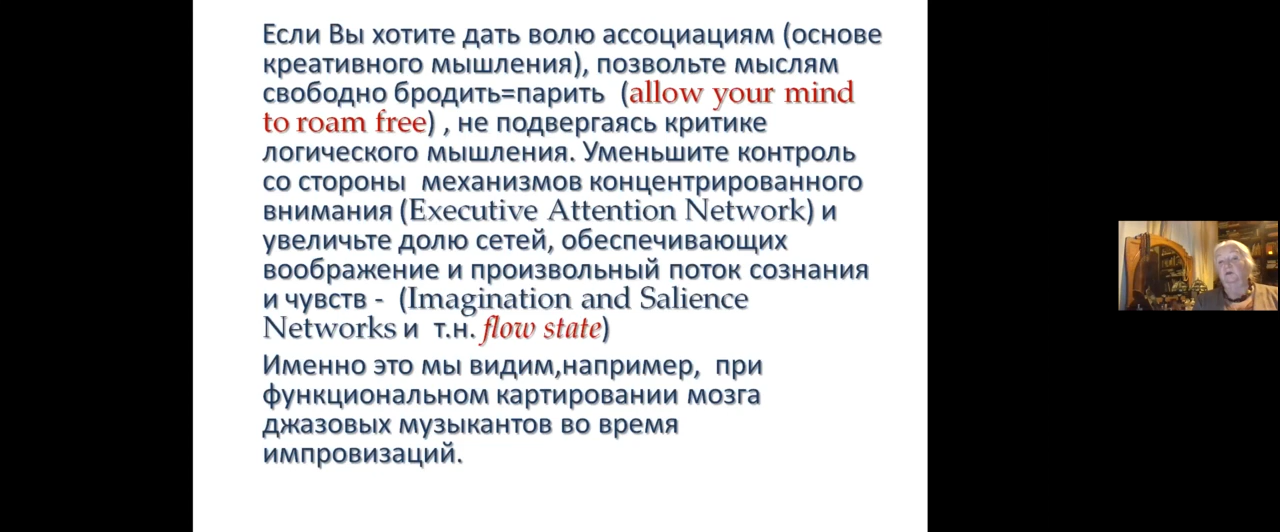 Если Вы хотите дать волю ассоциациям (основе
креативного мышления), позвольте мыслям
свободно бродить=парить (allow your mind
to roam free) , не подвергаясь критике
логического мышления. Уменьшите контроль
со стороны механизмов концентрированного
внимания (Executive Attention Network) и
увеличьте долю сетей, обеспечивающих
воображение и произвольный поток сознания
и чувств - (Imagination and Salience
Networks и т.н. flow state)
Именно это мы видим,например, при
функциональном картировании мозга
джазовых музыкантов во время
импровизаций.